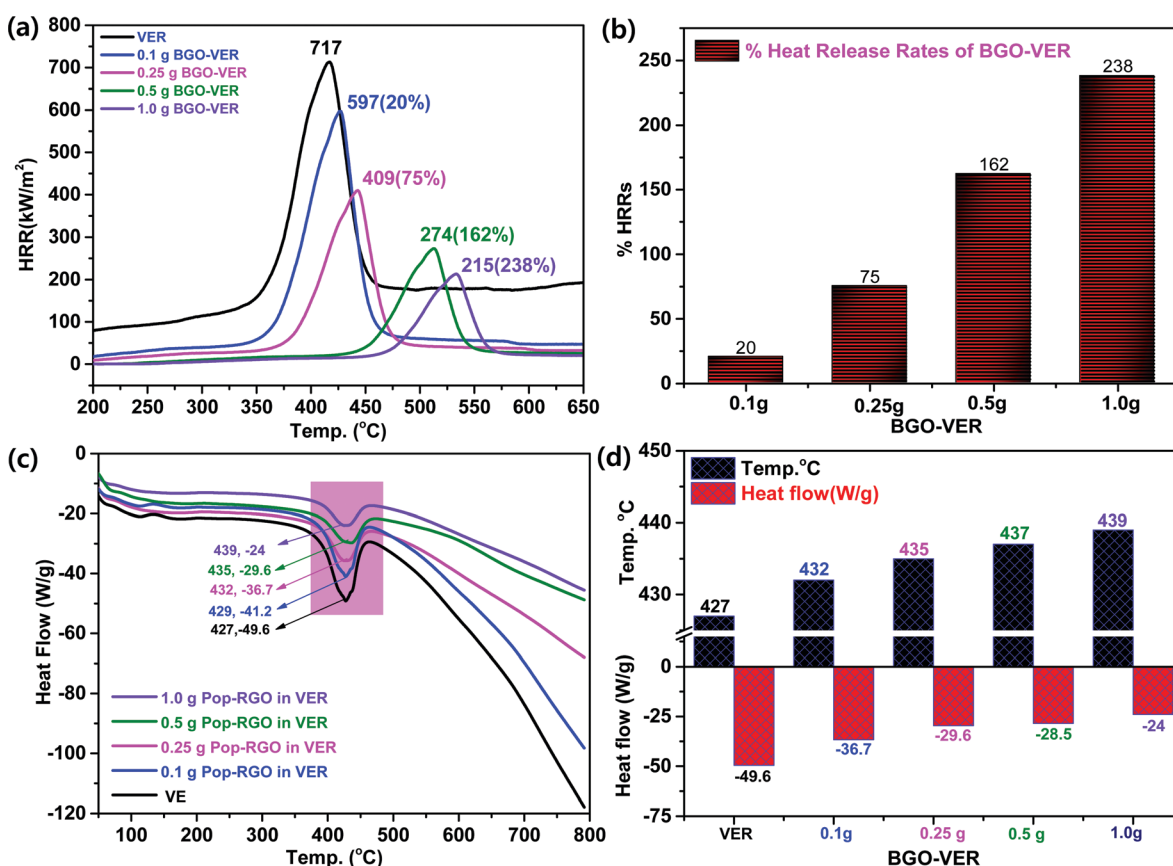 (a)
VER
0.1 g BGO-VER
0.25 g BGO-VER
0.5 g BGO-VER
1.0 g BGO-VER
717
597(20%)
409(75%)
274(162%)
215(238%)
HRR(kW/m²)
800
700
600
500
400
300
200
100
0
200 250 300 350 400 450 500 550 600 650
Temp. (°C)
(b)
% Heat Release Rates of BGO-VER
% HRRs
250
200
150
100
50
0
20
75
162
238
0.1g 0.25g 0.5g 1.0g
BGO-VER
(c)
Heat Flow (W/g)
0
-20
-40
-60
-80
-100
-120
439, -24
435, -29.6
432, -36.7
429, -41.2
427,-49.6
1.0 g Pop-RGO in VER
0.5 g Pop-RGO in VER
0.25 g Pop-RGO in VER
0.1 g Pop-RGO in VER
VE
100 200 300 400 500 600 700 800
Temp. (°C)
(d)
Temp.°C
Heat flow(W/g)
Temp. °C
450
440
430
427
432
435
437
439
Heat flow (W/g)
0
-25
-50
-75
-49.6
-36.7
-29.6
-28.5
-24
VER 0.1g 0.25g 0.5 g 1.0g
BGO-VER